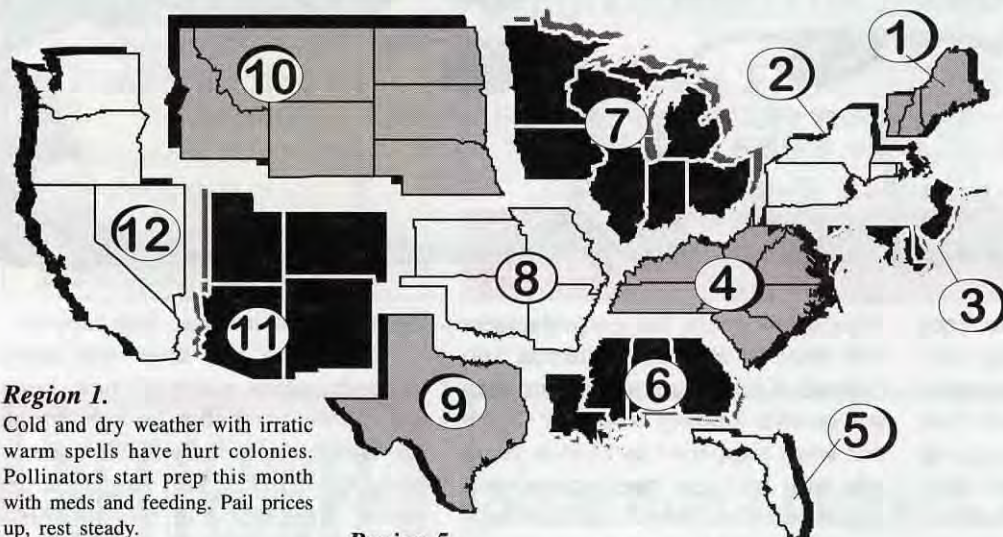 1
2
10
7
12
8
4
3
11
6
9
5
Region 1.
Cold and dry weather with irratic
warm spells have hurt colonies.
Pollinators start prep this month
with meds and feeding. Pail prices
up, rest steady.
Region 5